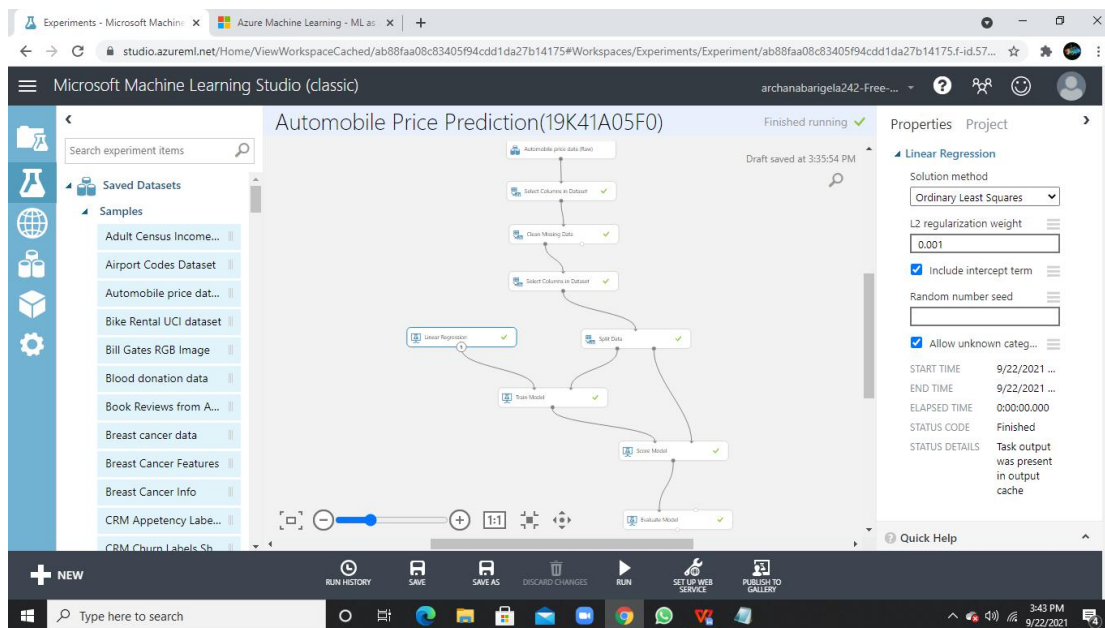 Experiments - Microsoft Machine
Azure Machine Learning - ML as
studio.azureml.net/Home/ViewWorkspaceCached/ab88faa08c83405f94cdd1da27b14175#Workspaces/Experiments/Experiment/ab88faa08c83405f94cdd1da27b14175.f-id.57...
Microsoft Machine Learning Studio (classic)
archanabarigela242-Free-...
Search experiment items
Saved Datasets
Samples
Adult Census Income...
Airport Codes Dataset
Automobile price dat...
Bike Rental UCI dataset
Bill Gates RGB Image
Blood donation data
Book Reviews from A...
Breast cancer data
Breast Cancer Features
Breast Cancer Info
CRM Appetency Labe...
CRM Churn Labels Sh
Automobile Price Prediction(19K41A05F0)
Finished running
Draft saved at 3:35:54 PM
Automobile price data (Raw)
Select Columns in Dataset
Clean Missing Data
Select Columns in Dataset
Linear Regression
1
Split Data
Train Model
Score Model
Evaluate Model
1:1
Properties Project
Linear Regression
Solution method
Ordinary Least Squares
L2 regularization weight
0.001
Include intercept term
Random number seed
Allow unknown categ...
START TIME 9/22/2021 ...
END TIME 9/22/2021 ...
ELAPSED TIME 0:00:00.000
STATUS CODE Finished
STATUS DETAILS Task output
was present
in output
cache
Quick Help
NEW
RUN HISTORY
SAVE
SAVE AS
DISCARD CHANGES
RUN
SET UP WEB
SERVICE
PUBLISH TO
GALLERY
Type here to search
3:43 PM
9/22/2021
4